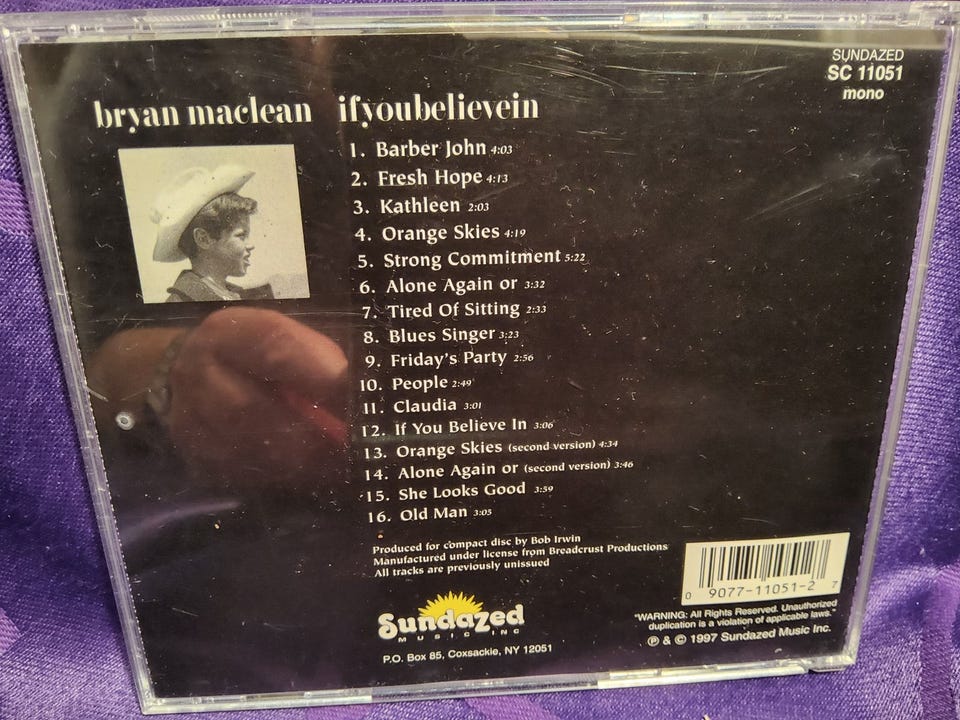 SUNDAZED
SC 11051
mono
bryan maclean ifyoubelievein
1. Barber John 4:03
2. Fresh Hope 4:13
3. Kathleen 2:03
4. Orange Skies 4:19
5. Strong Commitment 5:22
6. Alone Again or 3:32
7. Tired Of Sitting 2:33
8. Blues Singer 3:23
9. Friday's Party 2:56
10. People 2:49
11. Claudia 3:01
12. If You Believe In 3:06
13. Orange Skies (second version) 4:34
14. Alone Again or (second version) 3:46
15. She Looks Good 3:59
16. Old Man 3:05
Produced for compact disc by Bob Irwin
Manufactured under license from Breadcrust Productions
All tracks are previously unissued
Sundazed
MUSIC INC
P.O. Box 85, Coxsackie, NY 12051
0 9077-11051-2 7
"WARNING: All Rights Reserved. Unauthorized
duplication is a violation of applicable laws."
℗ & © 1997 Sundazed Music Inc.